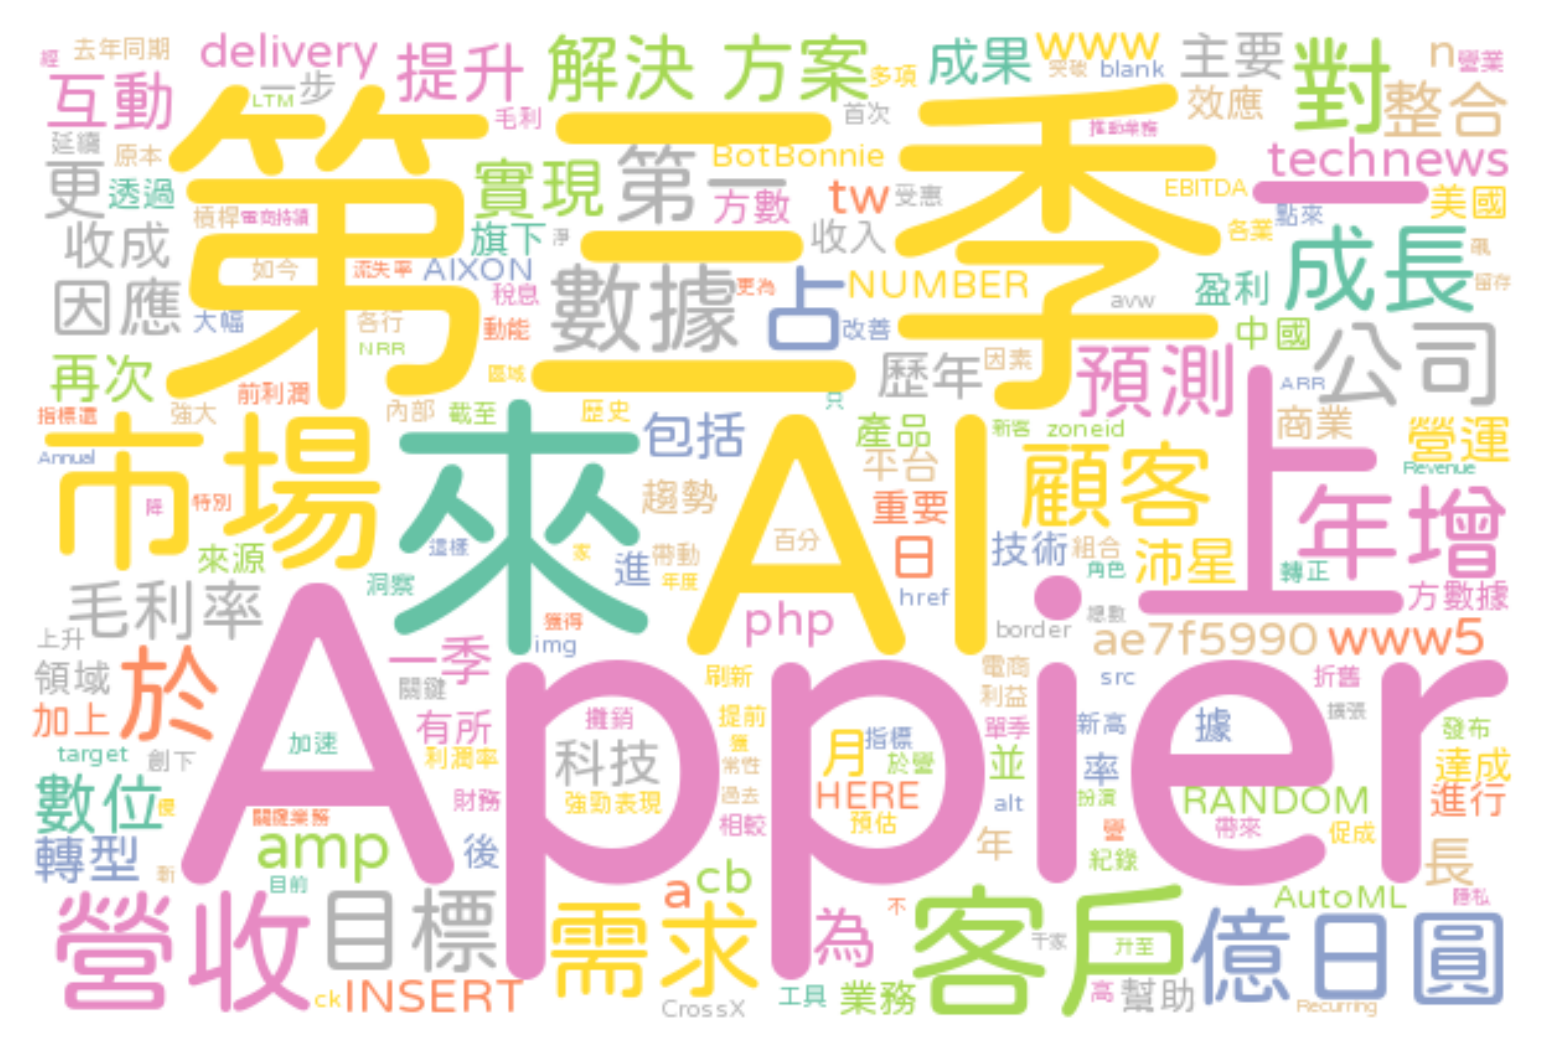 經 去年同期 delivery 提升 解決 方案 多項 成果 www 突破 blank 主要 對 n 營業
互動 LTM 一步 毛利 首次 推動業務 效應 整合
延續 原本 第二季 實現 第一 BotBonnie technews
更 透過 方數 tw 受惠 EBITDA 一 美國
槓桿 電商持續 旗下 淨 收入 各業 點來
收成 如今 流失率 AIXON 稅息 數據 更為 占 NUMBER avw 盈利 成長 留存
因應 大幅 各行 NRR 動能 改善 中國 公司
再次 前利潤 區域 歷年 因素 預測 ARR
指標還 強大 內部 截至 歷史 只 包括 產品 新客 zoneid 上 商業 營運
Annual 市場 來 AI 平台 顧客 Revenue
降 特別 趨勢 重要 年增
來源 這樣 家 進 帶動 百分 日 技術 組合 沛星 轉正
毛利率 洞察 年度 href 角色 方數據
上升 獲得 img php . border 總數 ae7f5990 www5
領域 於 一季 關鍵 Appier 刷新 電商 利益 src 折舊
加上 有所 攤銷 提前 單季 新高 據 擴張
target 創下 加速 利潤率 科技 獲 常性 月 指標 於營 並 率 發布 達成
數位 優 財務 強勁表現 過去 HERE alt 扮演 RANDOM 進行
關係業務 相較 預估 營 帶來 促成
轉型 新 amp 後 年 紀錄 長
目前 a cb AutoML 隱私
營收 目標 需求 不 為 客戶 千家 升至 億日圓
ck INSERT CrossX 工具 業務 高 幫助 Recurring